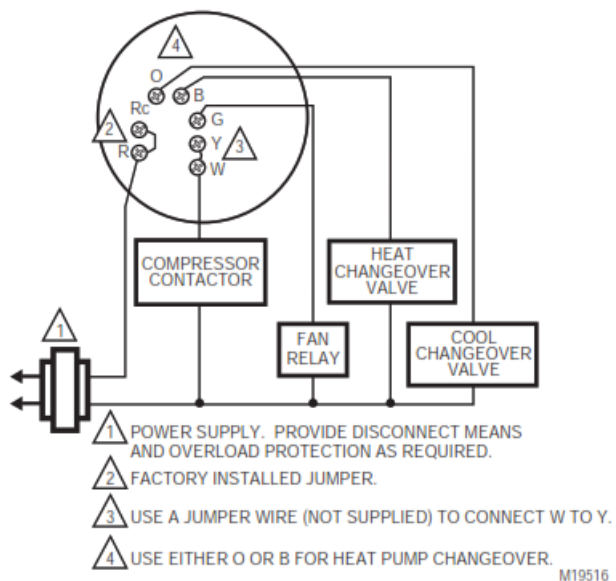 4
O
B
Rc
G
2
R
Y
3
W
COMPRESSOR
CONTACTOR
HEAT
CHANGEOVER
VALVE
1
FAN
RELAY
COOL
CHANGEOVER
VALVE
1 POWER SUPPLY. PROVIDE DISCONNECT MEANS
AND OVERLOAD PROTECTION AS REQUIRED.
2 FACTORY INSTALLED JUMPER.
3 USE A JUMPER WIRE (NOT SUPPLIED) TO CONNECT W TO Y.
4 USE EITHER O OR B FOR HEAT PUMP CHANGEOVER.
M19516